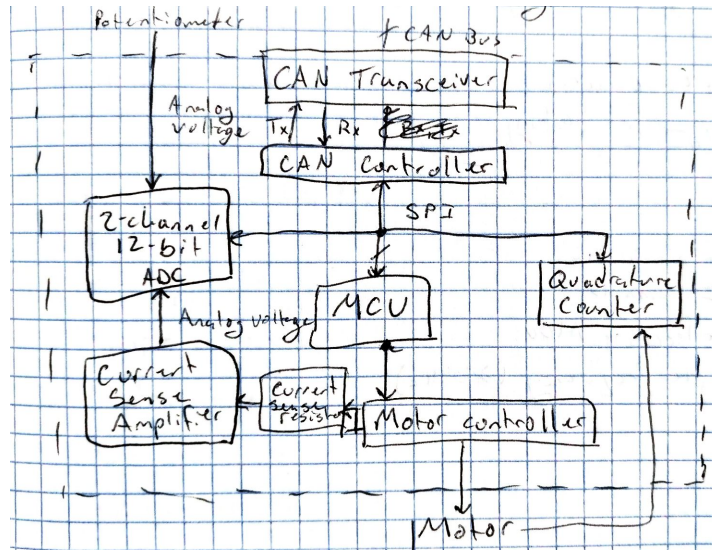 Potentiometer
CAN Bus
CAN Transceiver
Analog
voltage
Tx
Rx
CAN Controller
SPI
2-channel
12-bit
ADC
MCU
Quadrature
Counter
Analog voltage
Current
Sense
Amplifier
Current
sense
resistor
Motor controller
Motor